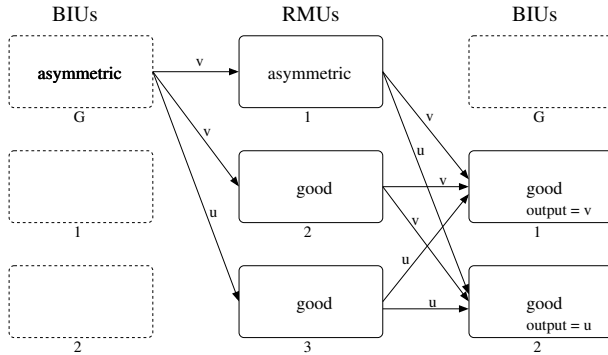 BIUs RMUs BIUs
asymmetric v asymmetric
G 1 G
v v
u
good v good
output = v
u v
1 2 1
u
good u good
output = u
2 3 2